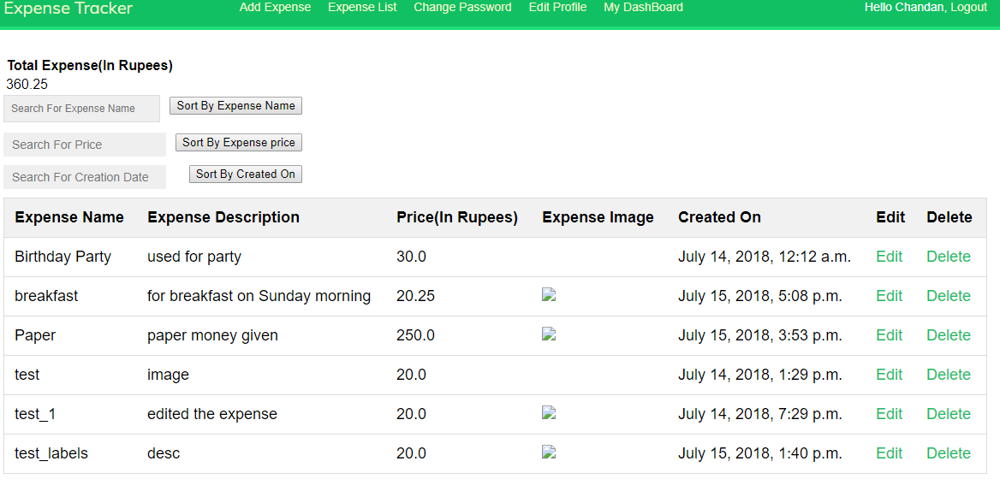 Expense Tracker Add Expense Expense List Change Password Edit Profile My DashBoard Hello Chandan, Logout
Total Expense(In Rupees)
360.25
Search For Expense Name Sort By Expense Name
Search For Price Sort By Expense price
Search For Creation Date Sort By Created On
Expense Name Expense Description Price(In Rupees) Expense Image Created On Edit Delete
Birthday Party used for party 30.0 July 14, 2018, 12:12 a.m. Edit Delete
breakfast for breakfast on Sunday morning 20.25 July 15, 2018, 5:08 p.m. Edit Delete
Paper paper money given 250.0 July 15, 2018, 3:53 p.m. Edit Delete
test image 20.0 July 14, 2018, 1:29 p.m. Edit Delete
test_1 edited the expense 20.0 July 14, 2018, 7:29 p.m. Edit Delete
test_labels desc 20.0 July 15, 2018, 1:40 p.m. Edit Delete